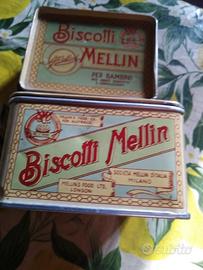 Biscotti
MELLIN
PER BAMBINI
Biscotti Mellin
SOCIETÀ MELLIN D'ITALIA
MILANO
MELLIN'S FOOD LTD.
LONDON
subito